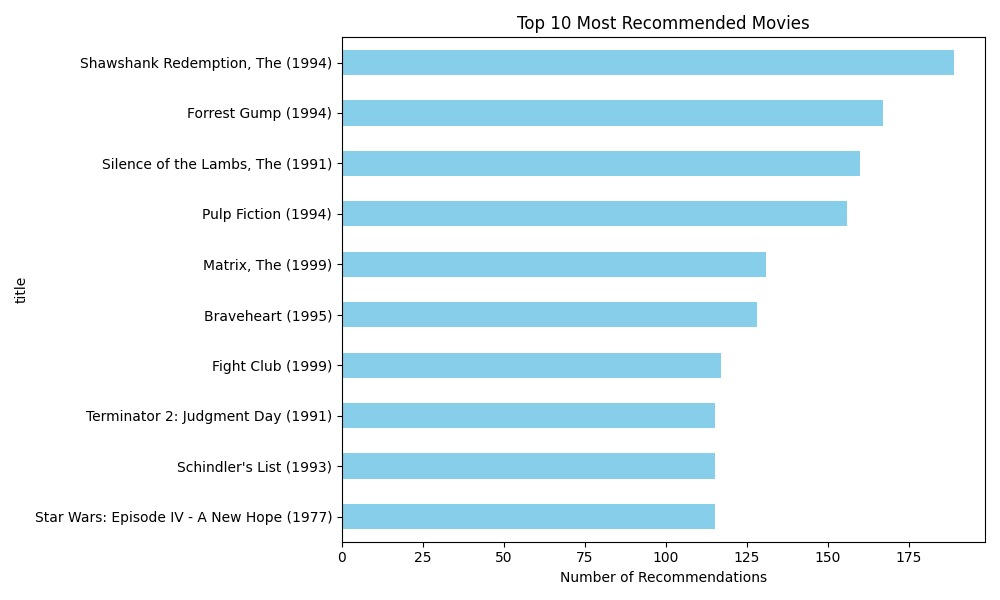 Top 10 Most Recommended Movies
Shawshank Redemption, The (1994)
Forrest Gump (1994)
Silence of the Lambs, The (1991)
Pulp Fiction (1994)
Matrix, The (1999)
Braveheart (1995)
Fight Club (1999)
Terminator 2: Judgment Day (1991)
Schindler's List (1993)
Star Wars: Episode IV - A New Hope (1977)
title
0 25 50 75 100 125 150 175
Number of Recommendations